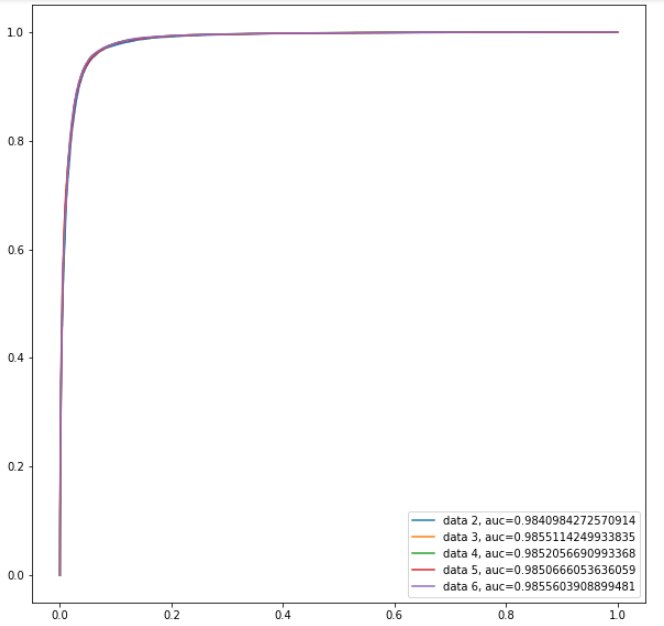 1.0
0.8
0.6
0.4
0.2
0.0
data 2, auc=0.9840984272570914
data 3, auc=0.9855114249933835
data 4, auc=0.9852056690993368
data 5, auc=0.9850666053636059
data 6, auc=0.9855603908899481
0.0 0.2 0.4 0.6 0.8 1.0